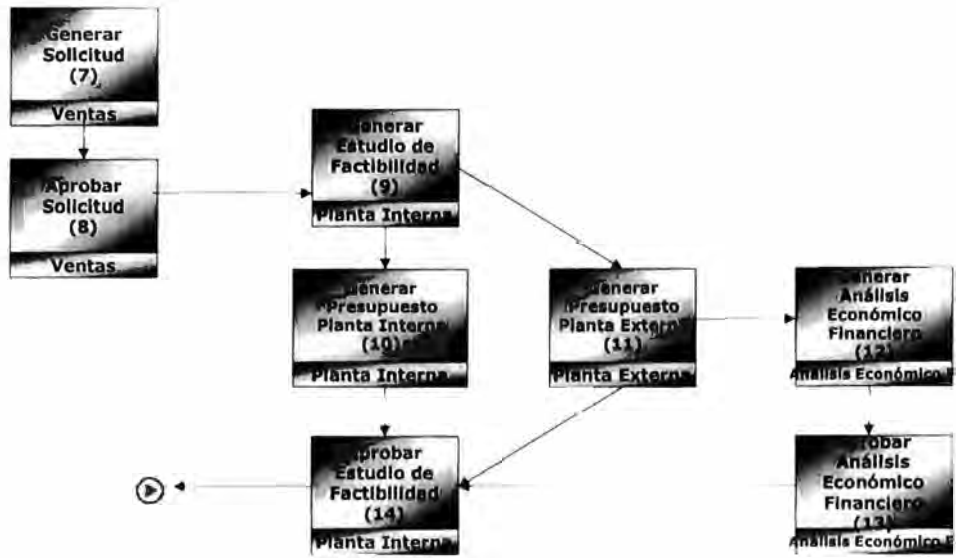 Generar
Solicitud
(7)
Ventas
Aprobar
Solicitud
(8)
Ventas
Generar
Estudio de
Factibilidad
(9)
Planta Interna
Generar
Presupuesto
Planta Interna
(10)
Planta Interna
Generar
Presupuesto
Planta Externa
(11)
Planta Externa
Generar
Análisis
Económico
Financiero
(12)
Análisis Económico F
Aprobar
Estudio de
Factibilidad
(14)
Planta Interna
Aprobar
Análisis
Económico
Financiero
(13)
Análisis Económico F